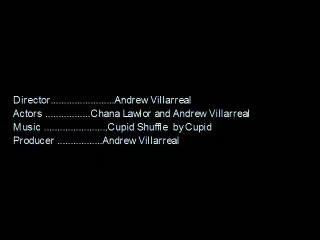 Director........................Andrew Villarreal
Actors .................Chana Lawlor and Andrew Villarreal
Music ........................Cupid Shuffle by Cupid
Producer .................Andrew Villarreal